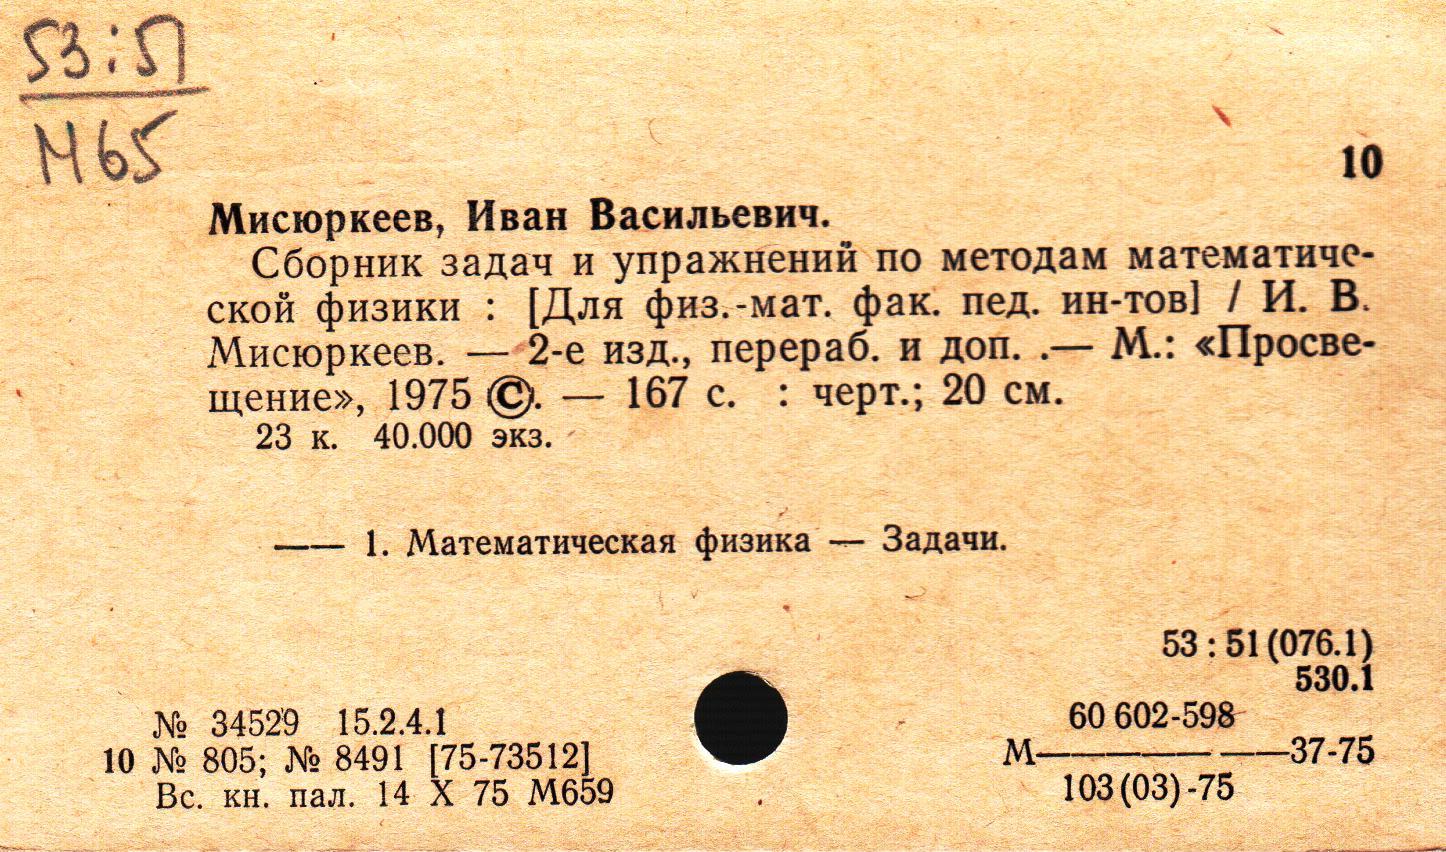 53:51
М65
10
Мисюркеев, Иван Васильевич.
Сборник задач и упражнений по методам математиче-
ской физики : [Для физ.-мат. фак. пед. ин-тов] / И. В.
Мисюркеев. — 2-е изд., перераб. и доп. .— М.: «Просве-
щение», 1975 ©. — 167 с. : черт.; 20 см.
23 к. 40.000 экз.
—— 1. Математическая физика — Задачи.
53 : 51 (076.1)
530.1
№ 34529 15.2.4.1
10 № 805; № 8491 [75-73512]
Вс. кн. пал. 14 X 75 М659
60 602-598
М—————— ——37-75
103 (03) -75